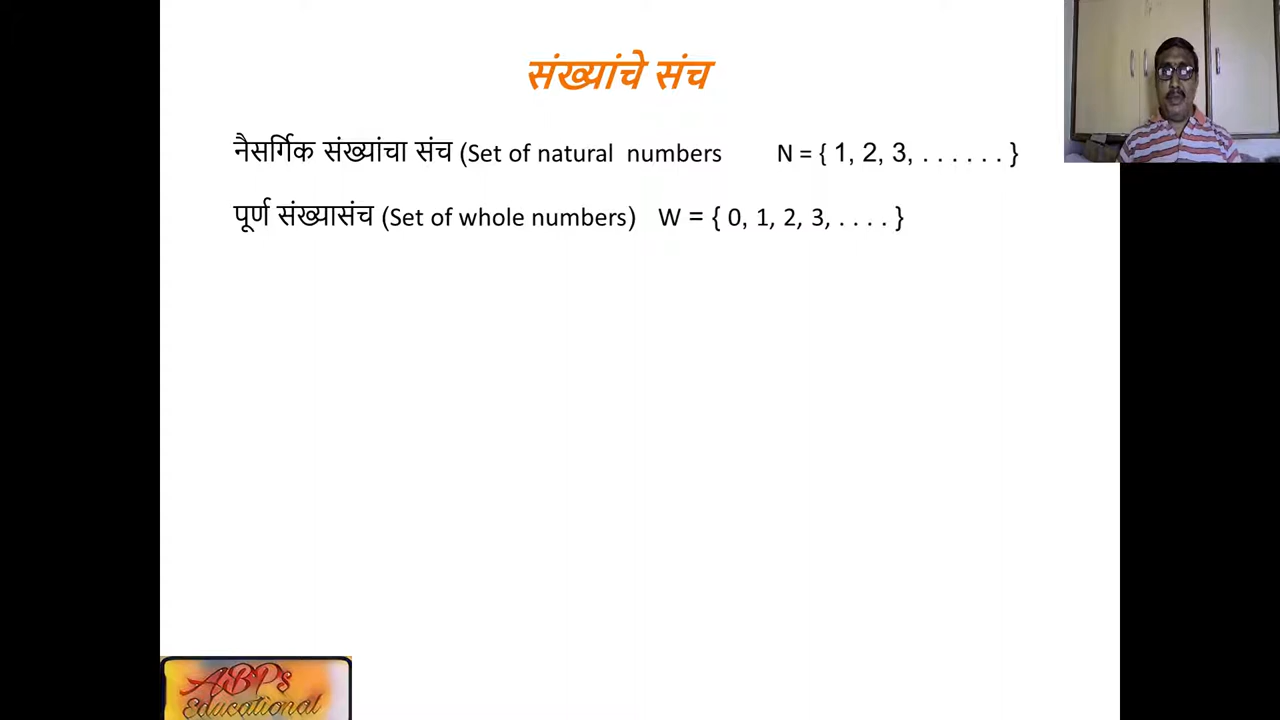 संख्यांचे संच
नैसर्गिक संख्यांचा संच (Set of natural numbers N = { 1, 2, 3, . . . . . . }
पूर्ण संख्यासंच (Set of whole numbers) W = { 0, 1, 2, 3, . . . . }
ABPs
Educational